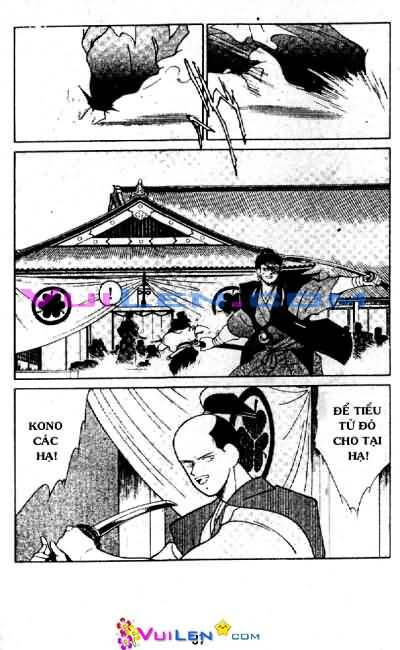 VUILEN.COM
KONO
CÁC
HẠ!
ĐỂ TIỂU
TỬ ĐÓ
CHO TẠI
HẠ!
VUILEN
.COM